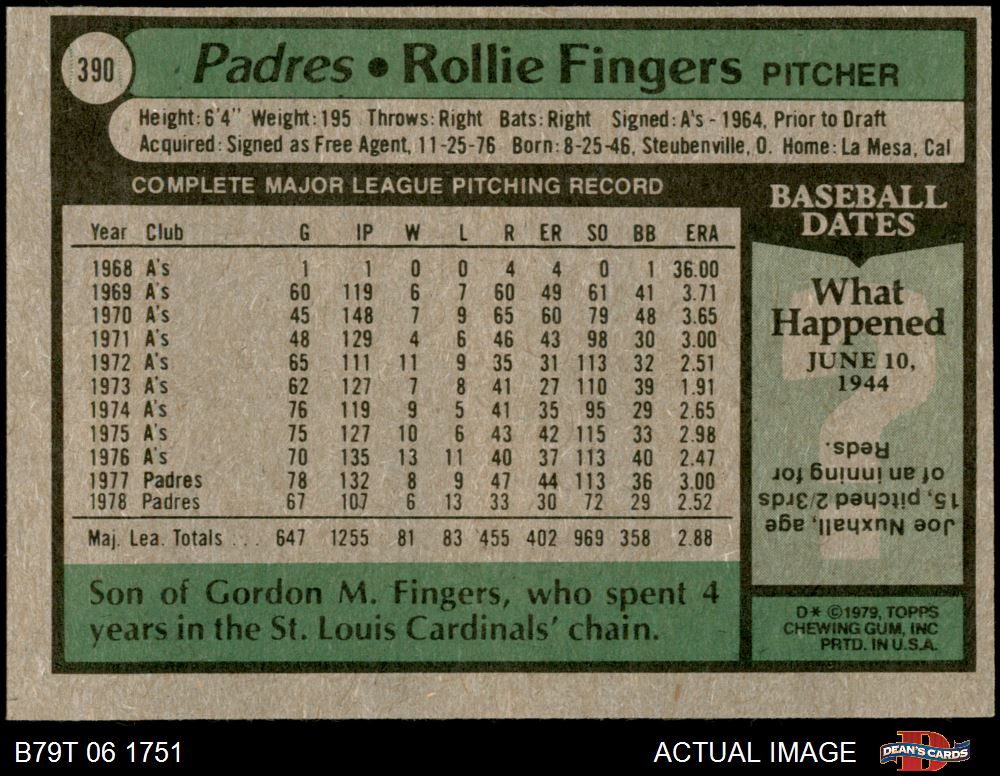 390
Padres • Rollie Fingers PITCHER
Height: 6'4" Weight: 195 Throws: Right Bats: Right Signed: A's - 1964, Prior to Draft
Acquired: Signed as Free Agent, 11-25-76 Born: 8-25-46, Steubenville, O. Home: La Mesa, Cal
COMPLETE MAJOR LEAGUE PITCHING RECORD
Year Club G IP W L R ER SO BB ERA
1968 A's 1 1 0 0 4 4 0 1 36.00
1969 A's 60 119 6 7 60 49 61 41 3.71
1970 A's 45 148 7 9 65 60 79 48 3.65
1971 A's 48 129 4 6 46 43 98 30 3.00
1972 A's 65 111 11 9 35 31 113 32 2.51
1973 A's 62 127 7 8 41 27 110 39 1.91
1974 A's 76 119 9 5 41 35 95 29 2.65
1975 A's 75 127 10 6 43 42 115 33 2.98
1976 A's 70 135 13 11 40 37 113 40 2.47
1977 Padres 78 132 8 9 47 44 113 36 3.00
1978 Padres 67 107 6 13 33 30 72 29 2.52
Maj. Lea. Totals ... 647 1255 81 83 455 402 969 358 2.88
Son of Gordon M. Fingers, who spent 4
years in the St. Louis Cardinals' chain.
BASEBALL
DATES
What
Happened
JUNE 10,
1944
?
Joe Nuxhall, age
15, pitched 2/3rds
of an inning for
Reds.
D* ©1979, TOPPS
CHEWING GUM, INC
PRTD. IN U.S.A.
B79T 06 1751
ACTUAL IMAGE
D
DEAN'S CARDS